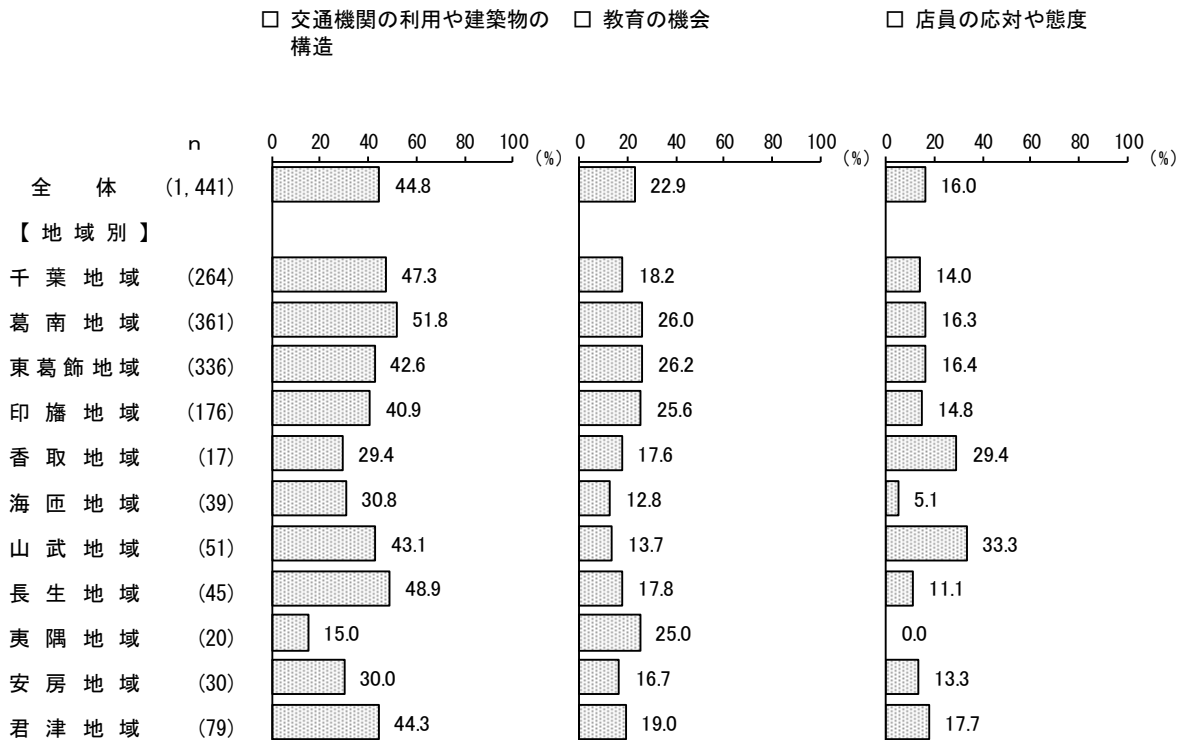 □ 交通機関の利用や建築物の構造 □ 教育の機会 □ 店員の応対や態度
n 0 20 40 60 80 100 (%) 0 20 40 60 80 100 (%) 0 20 40 60 80 100 (%)
全体 (1,441) 44.8 22.9 16.0
【地域別】
千葉地域 (264) 47.3 18.2 14.0
葛南地域 (361) 51.8 26.0 16.3
東葛飾地域 (336) 42.6 26.2 16.4
印旛地域 (176) 40.9 25.6 14.8
香取地域 (17) 29.4 17.6 29.4
海匝地域 (39) 30.8 12.8 5.1
山武地域 (51) 43.1 13.7 33.3
長生地域 (45) 48.9 17.8 11.1
夷隅地域 (20) 15.0 25.0 0.0
安房地域 (30) 30.0 16.7 13.3
君津地域 (79) 44.3 19.0 17.7